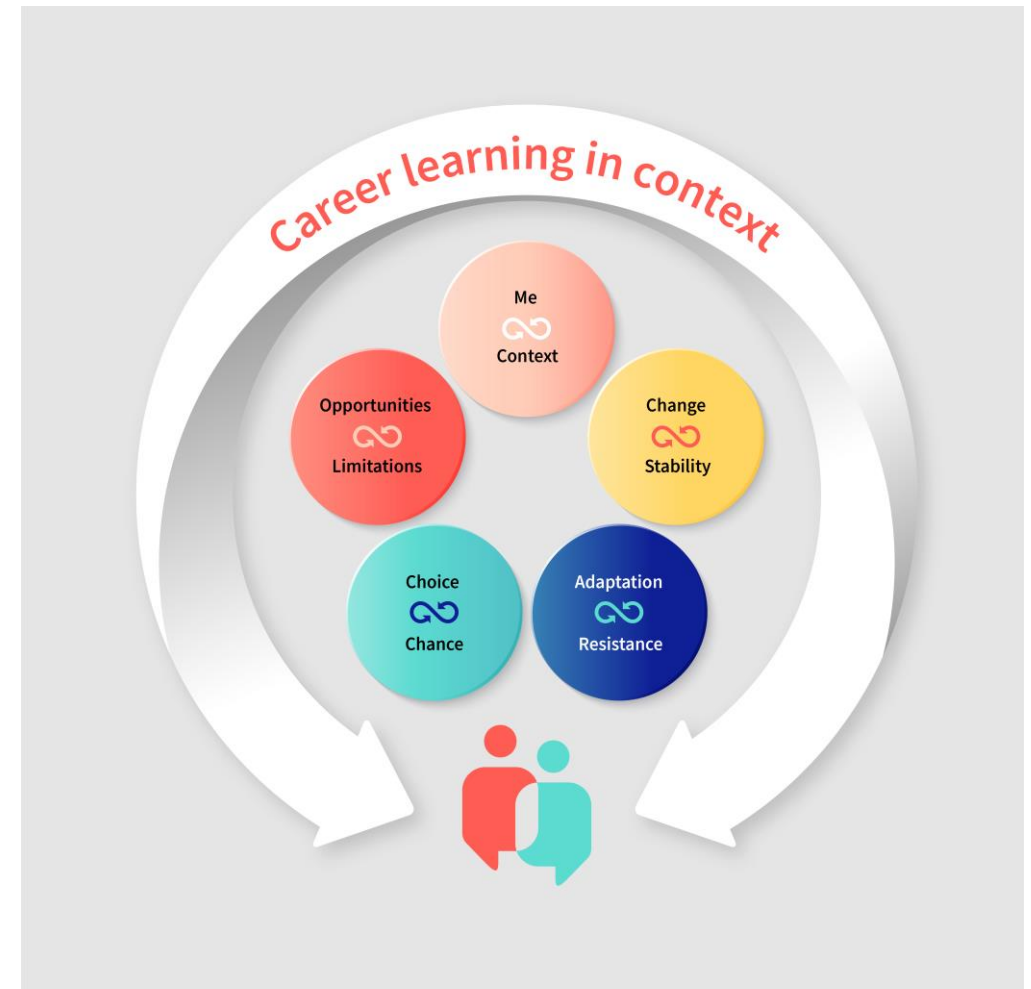 Career learning in context
Me
Context
Opportunities
Limitations
Change
Stability
Choice
Chance
Adaptation
Resistance